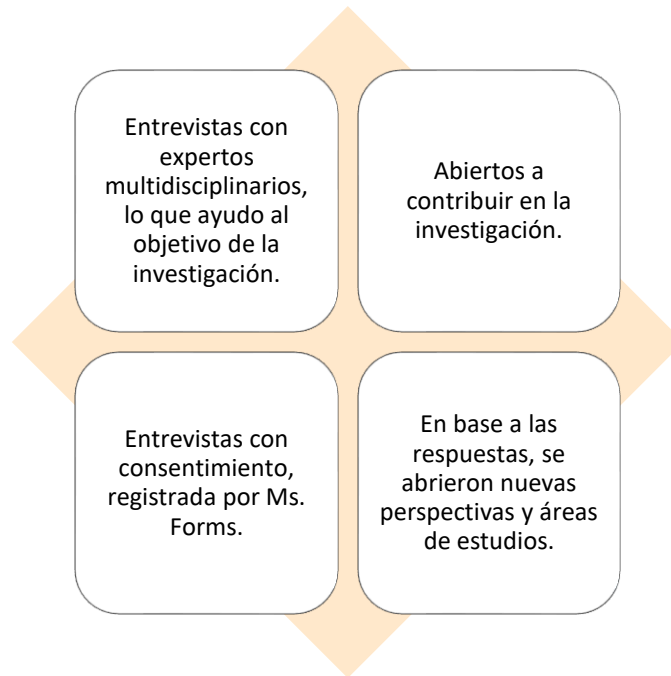 Entrevistas con
expertos
multidisciplinarios,
lo que ayudo al
objetivo de la
investigación.
Abiertos a
contribuir en la
investigación.
Entrevistas con
consentimiento,
registrada por Ms.
Forms.
En base a las
respuestas, se
abrieron nuevas
perspectivas y áreas
de estudios.